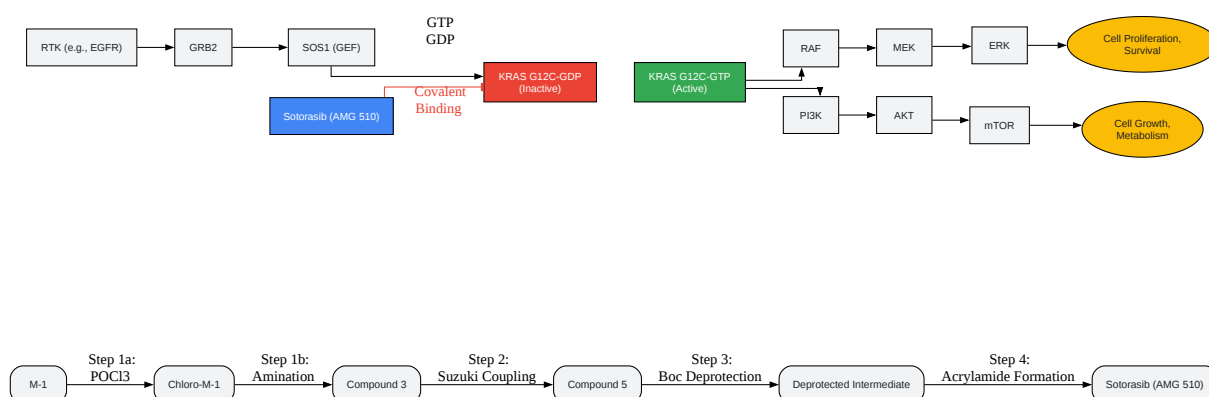 GTP
GDP
RTK (e.g., EGFR)
GRB2
SOS1 (GEF)
KRAS G12C-GDP
(Inactive)
Covalent
Binding
Sotorasib (AMG 510)
KRAS G12C-GTP
(Active)
RAF
MEK
ERK
Cell Proliferation,
Survival
PI3K
AKT
mTOR
Cell Growth,
Metabolism
M-1
Step 1a:
POCl3
Chloro-M-1
Step 1b:
Amination
Compound 3
Step 2:
Suzuki Coupling
Compound 5
Step 3:
Boc Deprotection
Deprotected Intermediate
Step 4:
Acrylamide Formation
Sotorasib (AMG 510)